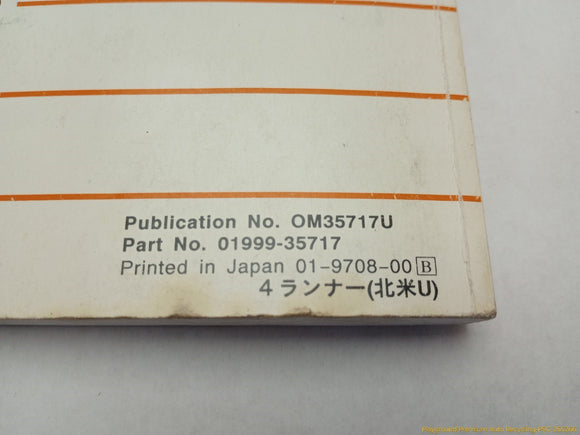 Publication No. OM35717U
Part No. 01999-35717
Printed in Japan 01-9708-00 B
4ランナー(北米U)